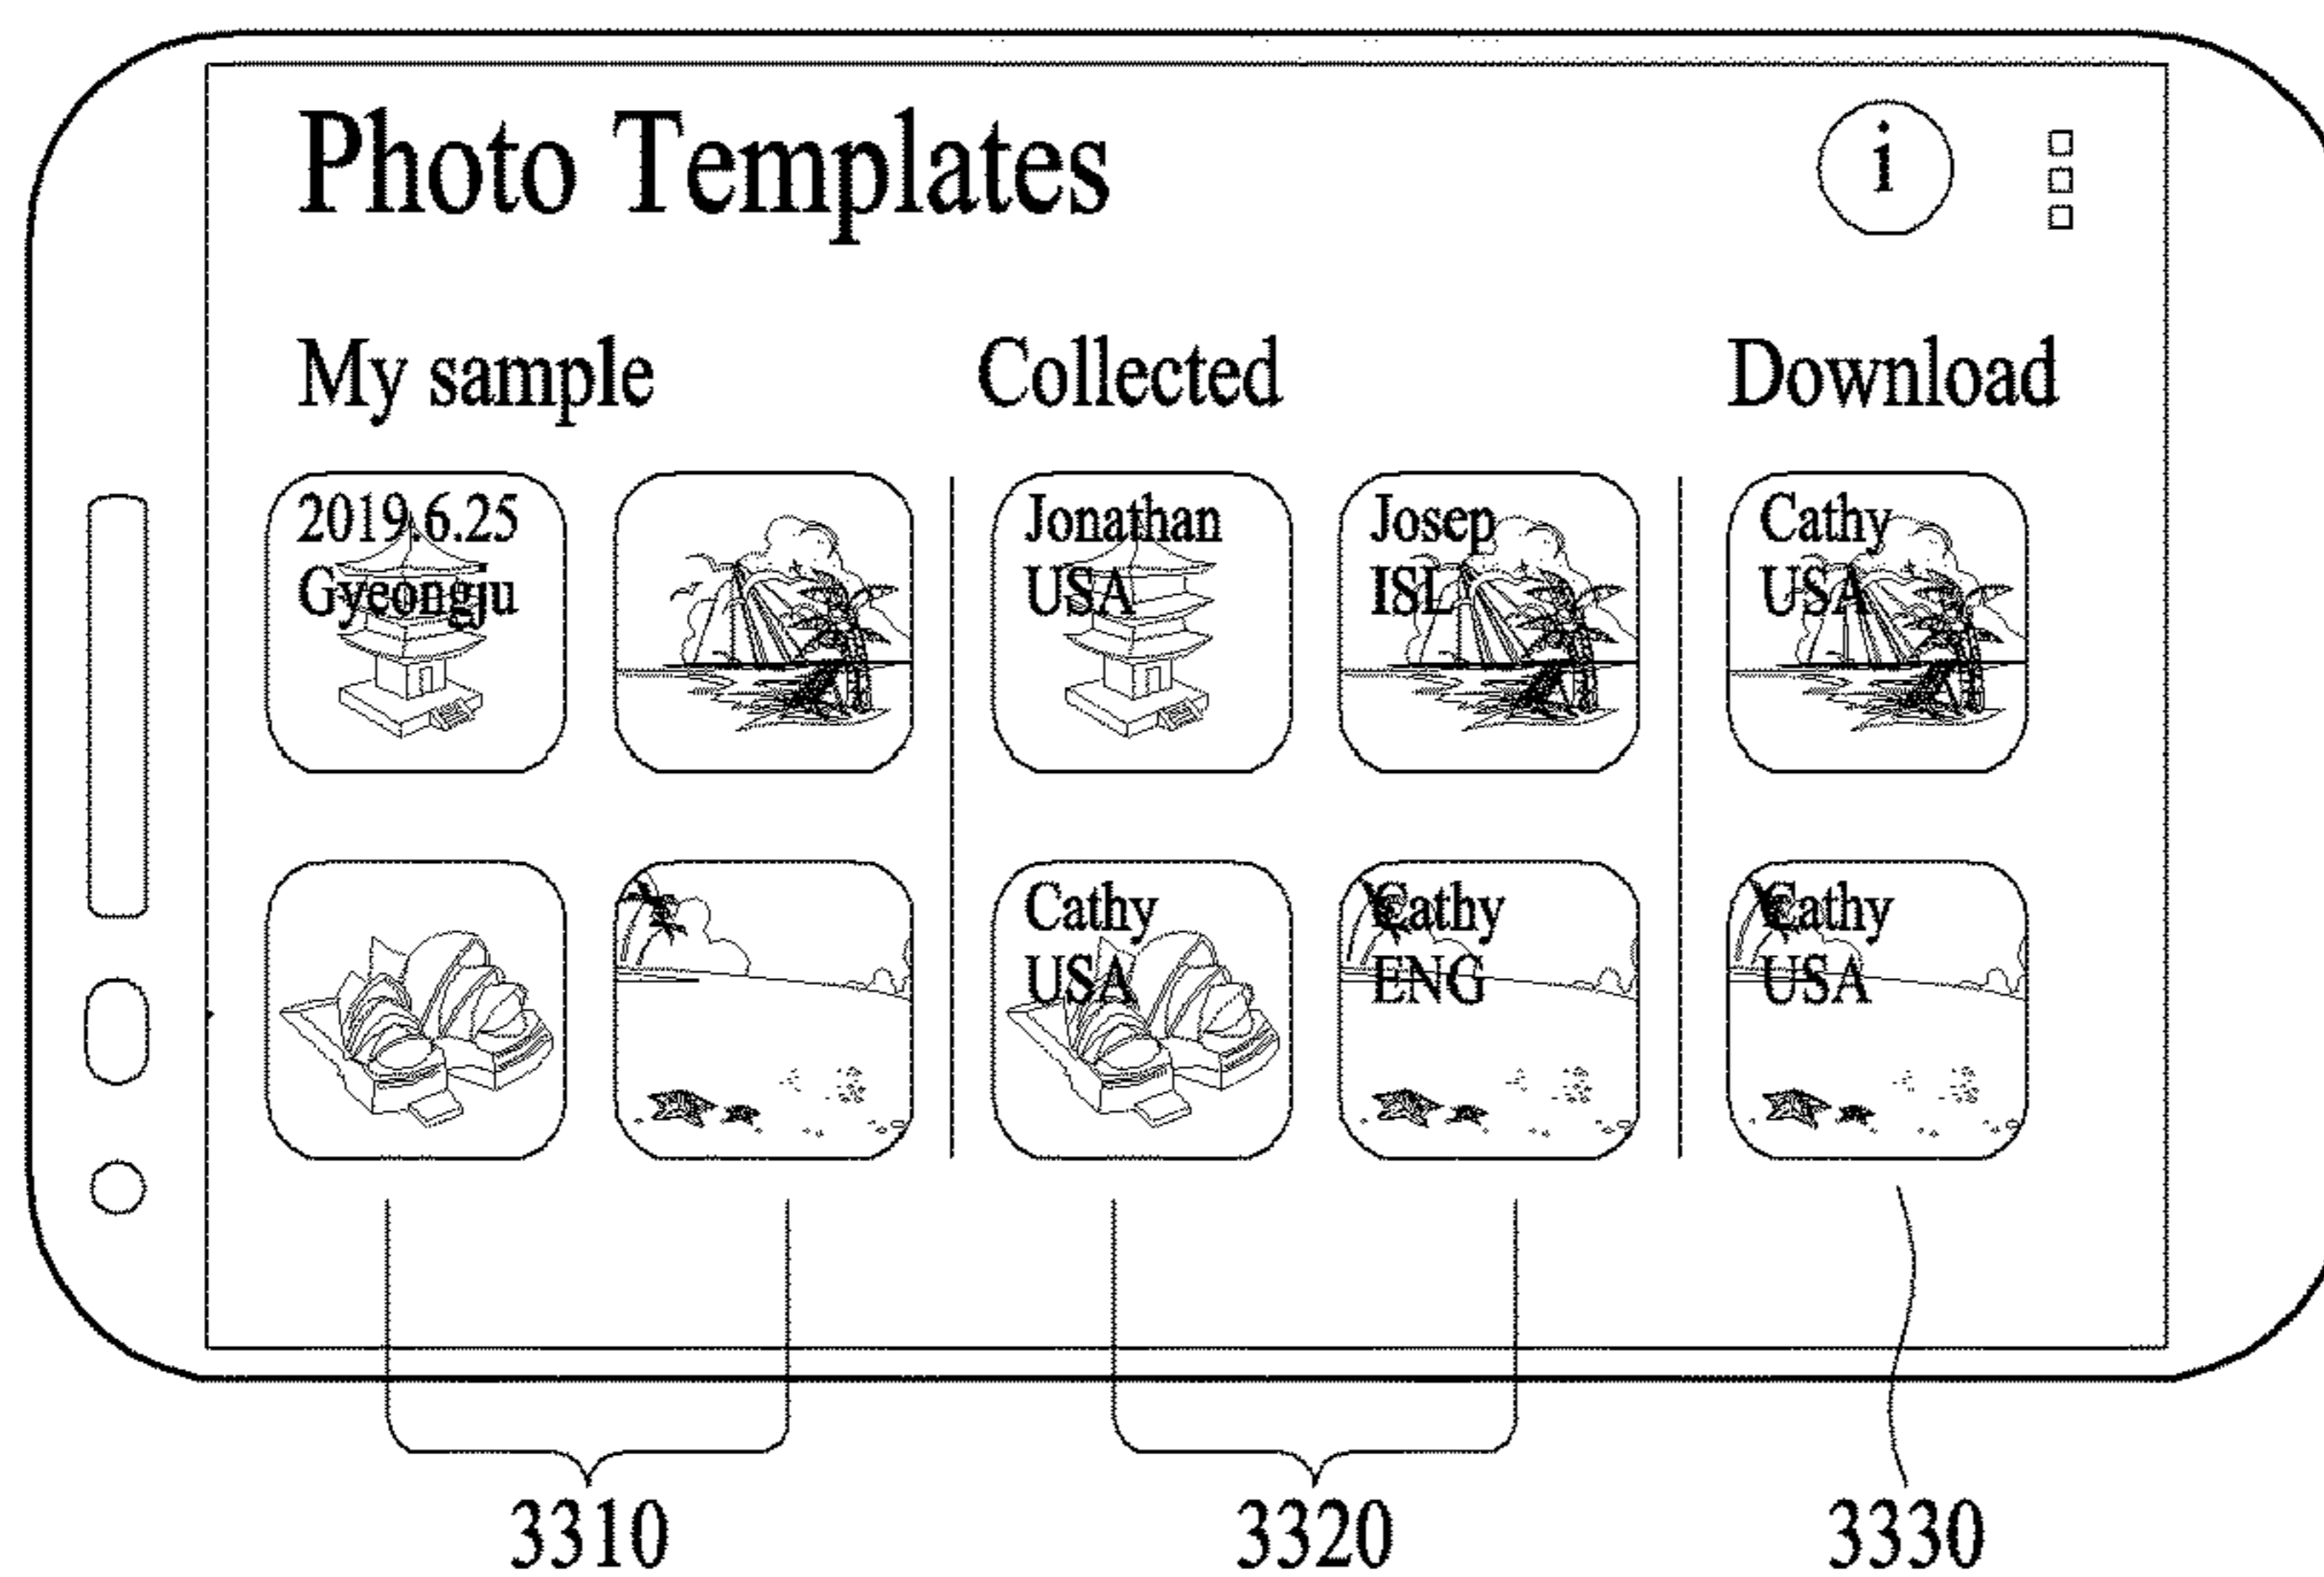 Photo Templates
i
My sample
Collected
Download
2019.6.25
Gyeongju
Jonathan
USA
Josep
ISL
Cathy
USA
Cathy
USA
Cathy
ENG
Cathy
USA
3310
3320
3330